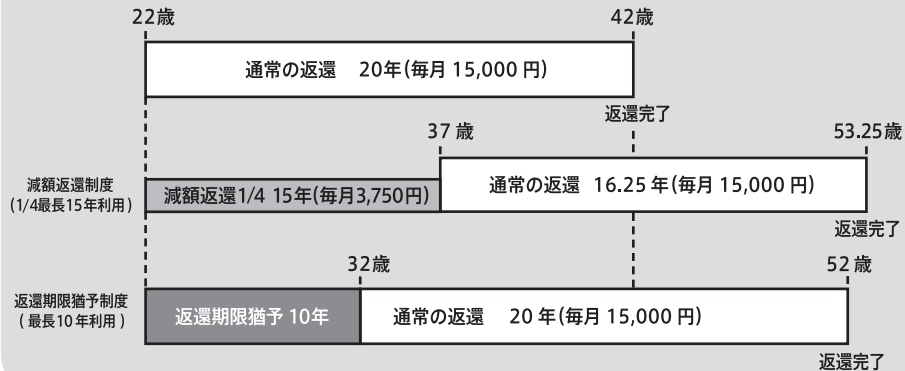 22歳
42歳
通常の返還 20年(毎月 15,000 円)
返還完了
37 歳
53.25歳
減額返還制度
(1/4最長15年利用)
減額返還1/4 15年(毎月3,750円)
通常の返還 16.25 年(毎月 15,000 円)
返還完了
32歳
52 歳
返還期限猶予制度
( 最長10年利用 )
返還期限猶予 10年
通常の返還 20 年(毎月 15,000 円)
返還完了